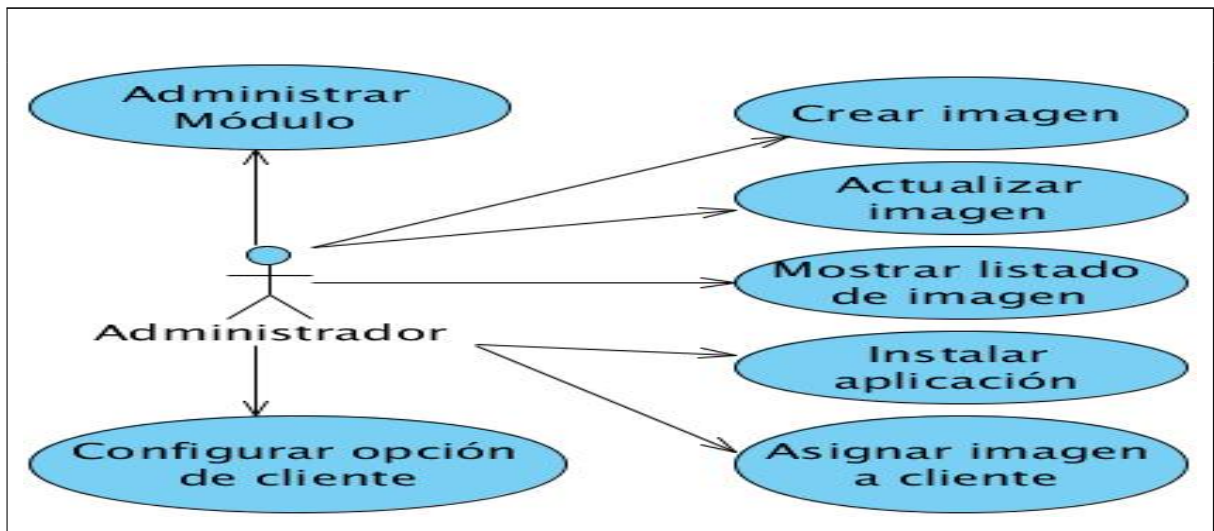 Administrar
Módulo
Administrador
Configurar opción
de cliente
Crear imagen
Actualizar
imagen
Mostrar listado
de imagen
Instalar
aplicación
Asignar imagen
a cliente